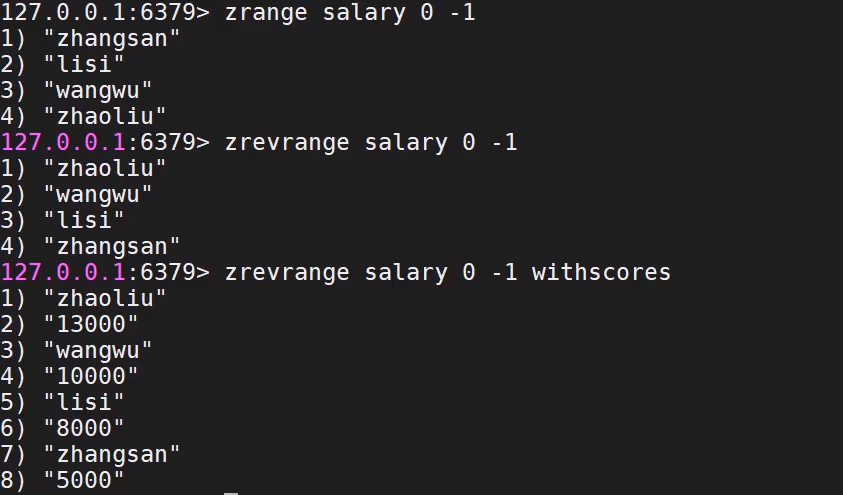 127.0.0.1:6379> zrange salary 0 -1
1) "zhangsan"
2) "lisi"
3) "wangwu"
4) "zhaoliu"
127.0.0.1:6379> zrevrange salary 0 -1
1) "zhaoliu"
2) "wangwu"
3) "lisi"
4) "zhangsan"
127.0.0.1:6379> zrevrange salary 0 -1 withscores
1) "zhaoliu"
2) "13000"
3) "wangwu"
4) "10000"
5) "lisi"
6) "8000"
7) "zhangsan"
8) "5000"